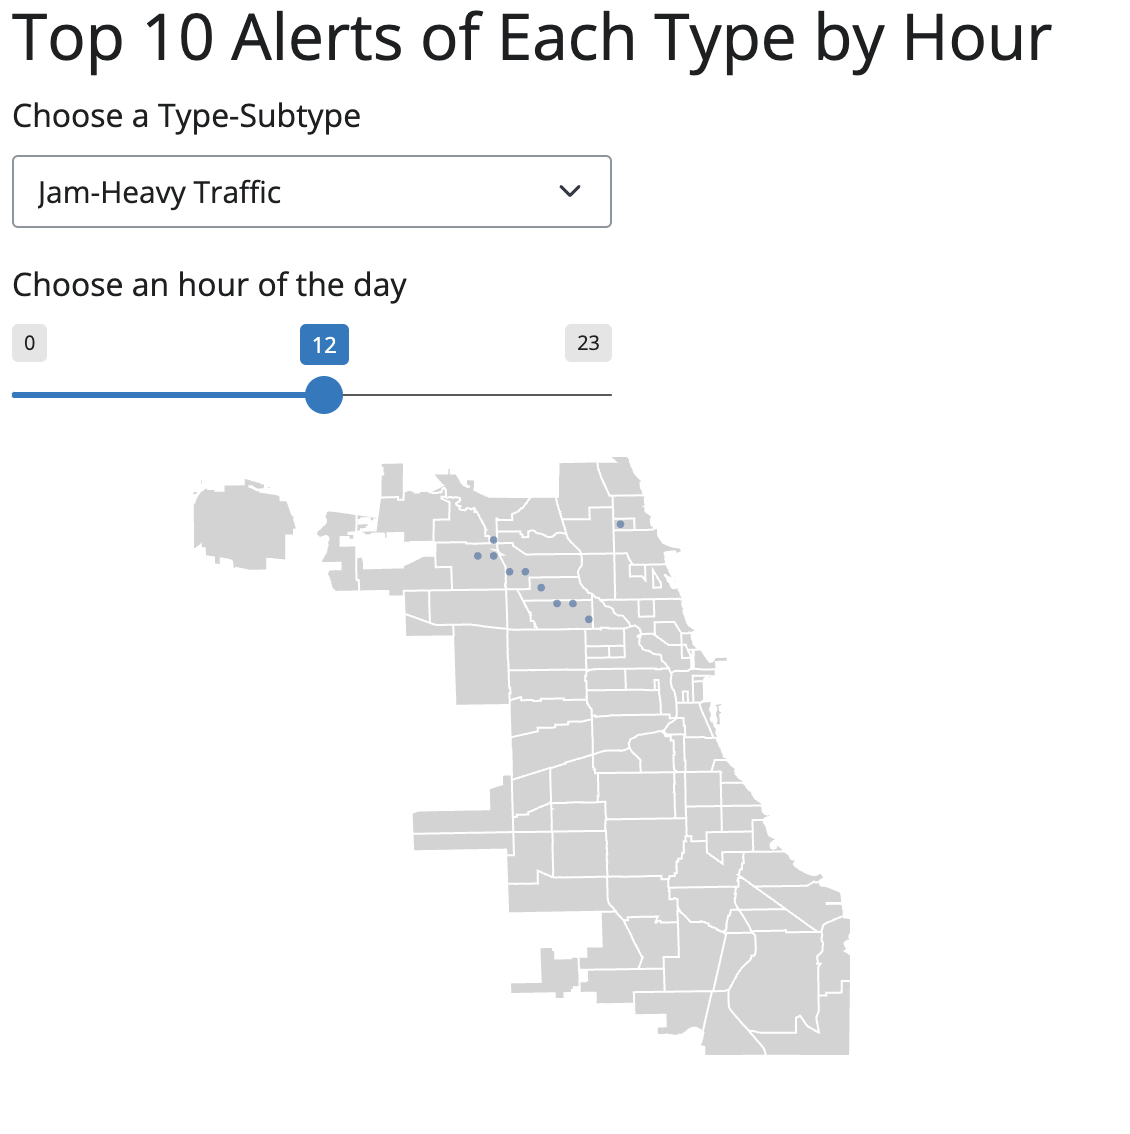 Top 10 Alerts of Each Type by Hour
Choose a Type-Subtype
Jam-Heavy Traffic
Choose an hour of the day
0 12 23